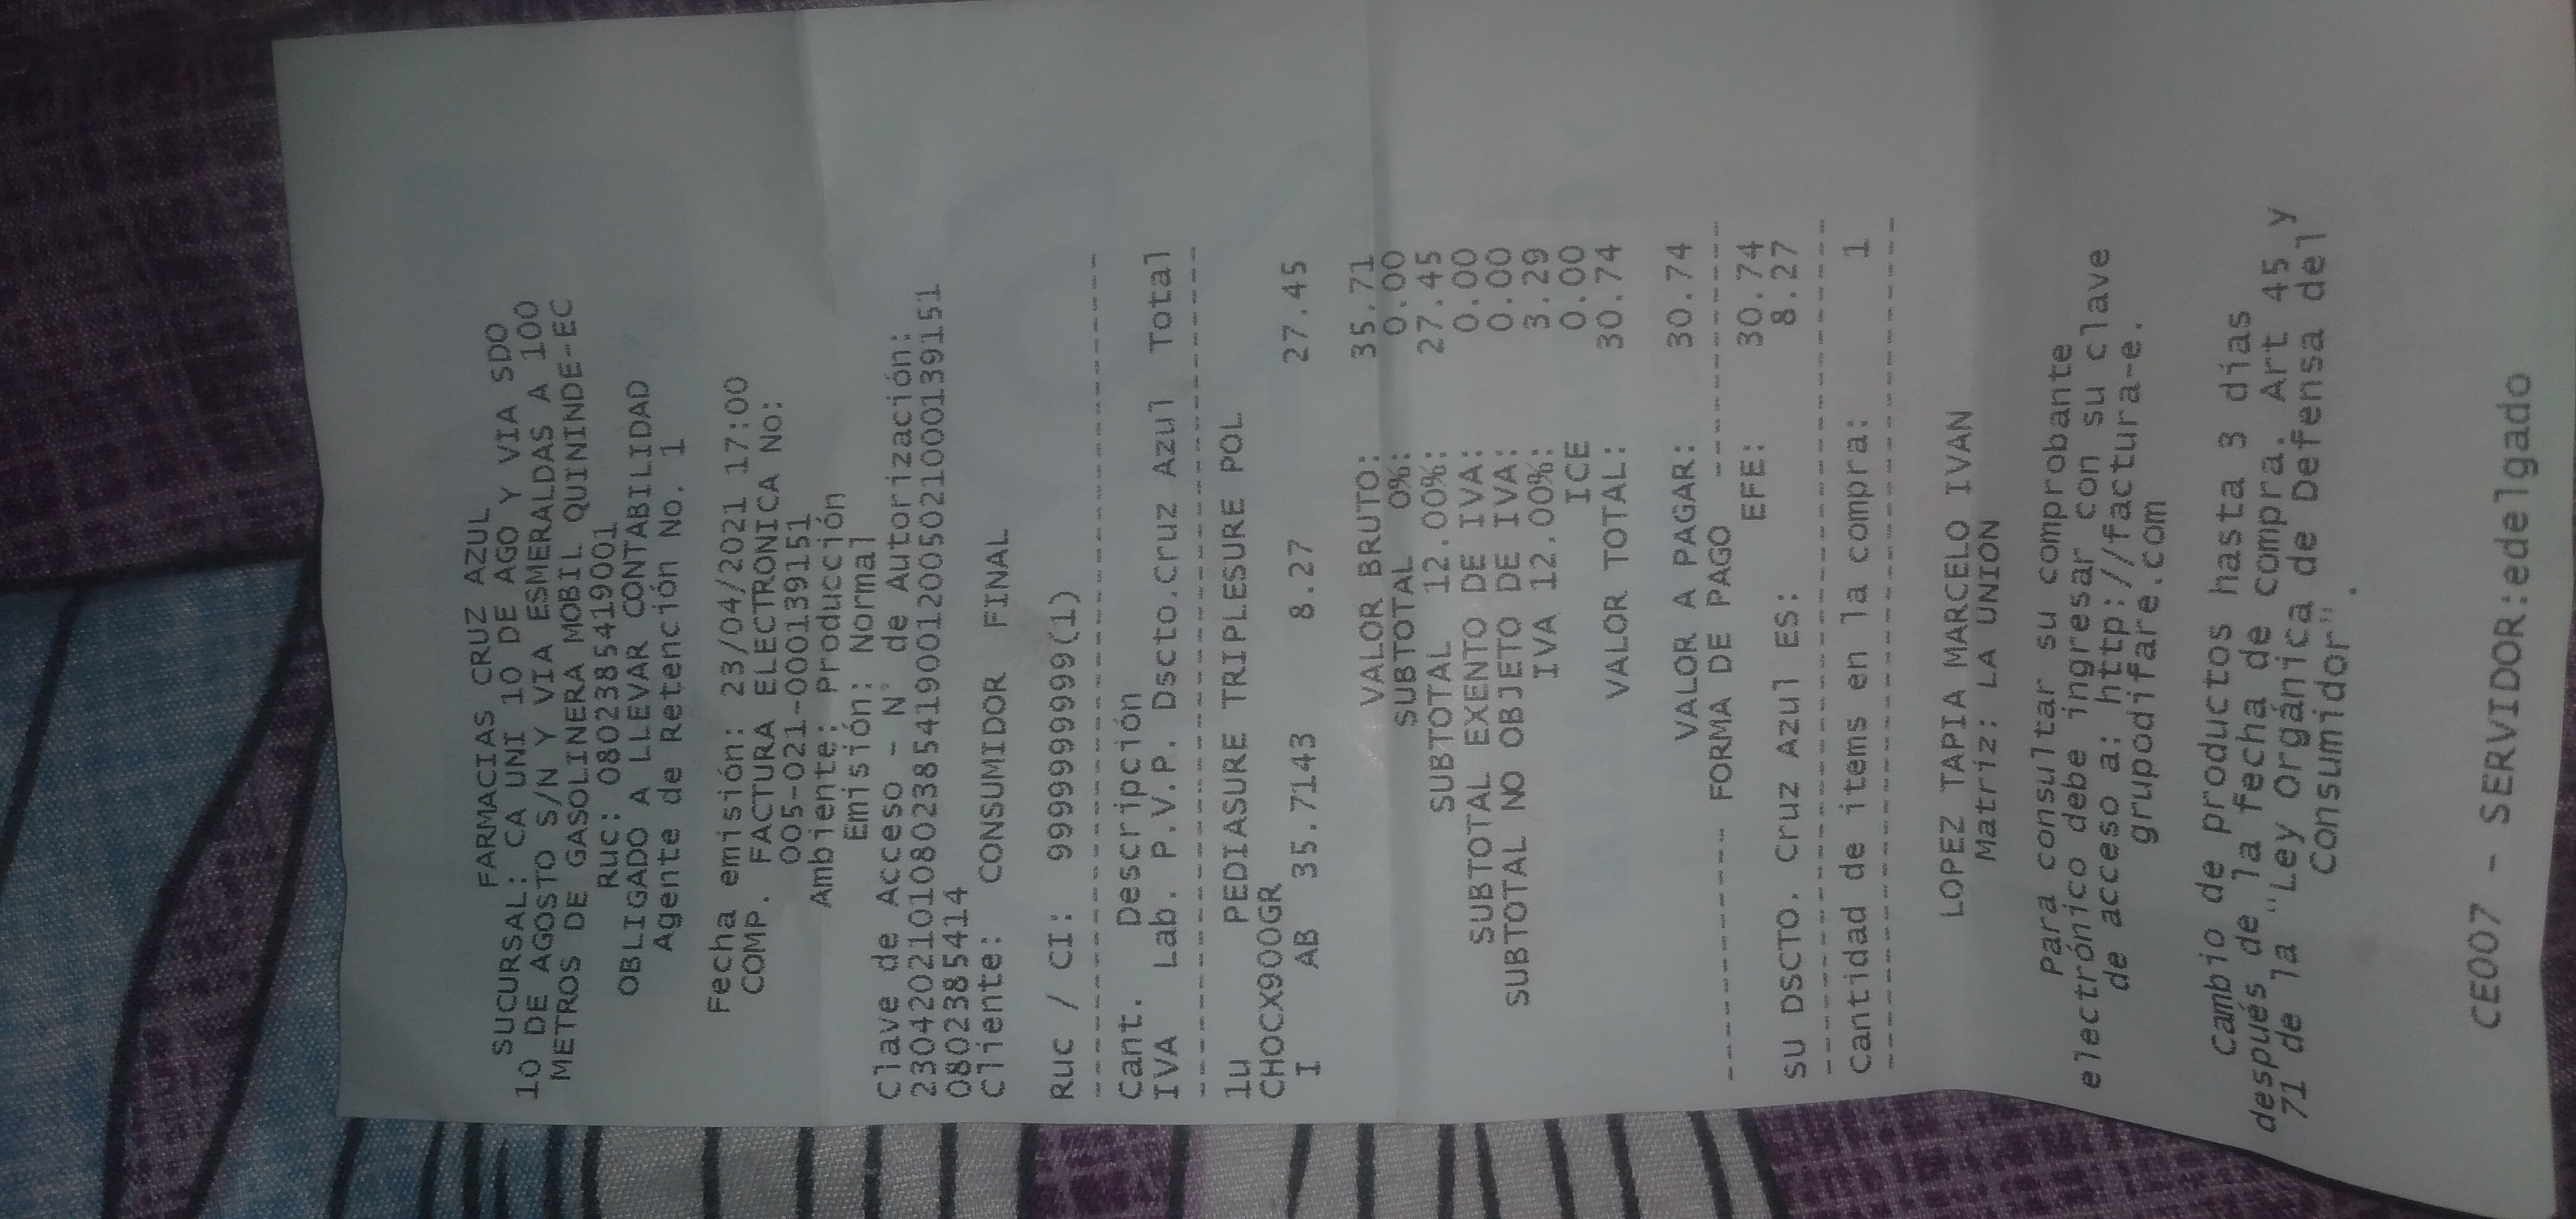 FARMACIAS CRUZ AZUL
SUCURSAL: CA UNI 10 DE AGO Y VIA SDO
10 DE AGOSTO S/N Y VIA ESMERALDAS A 100
METROS DE GASOLINERA MOBIL QUININDE-EC
Ruc: 0802385419001
OBLIGADO A LLEVAR CONTABILIDAD
Agente de Retención No. 1
Fecha emisión: 23/04/2021 17:00
COMP. FACTURA ELECTRONICA No:
005-021-000139151
Ambiente: Producción
Emisión: Normal
Clave de Acceso - N° de Autorización:
230420210108023854190012005021000139151
0802385414
Cliente: CONSUMIDOR FINAL
Ruc / CI: 9999999999(1)
Cant. Descripción
IVA Lab. P.V.P. Dscto.Cruz Azul Total
1u PEDIASURE TRIPLESURE POL
CHOCX900GR
I AB 35.7143 8.27 27.45
VALOR BRUTO: 35.71
SUBTOTAL 0%: 0.00
SUBTOTAL 12.00%: 27.45
SUBTOTAL EXENTO DE IVA: 0.00
SUBTOTAL NO OBJETO DE IVA: 0.00
IVA 12.00%: 3.29
ICE 0.00
VALOR TOTAL: 30.74
VALOR A PAGAR: 30.74
------------ FORMA DE PAGO ------------
EFE: 30.74
SU DSCTO. Cruz Azul ES: 8.27
Cantidad de items en la compra: 1
LOPEZ TAPIA MARCELO IVAN
Matriz: LA UNION
Para consultar su comprobante
electrónico debe ingresar con su clave
de acceso a: http://factura-e.
grupodifare.com
Cambio de productos hasta 3 días
después de la fecha de compra. Art 45 y
71 de la "Ley Orgánica de Defensa del
Consumidor".
CE007 - SERVIDOR:edelgado